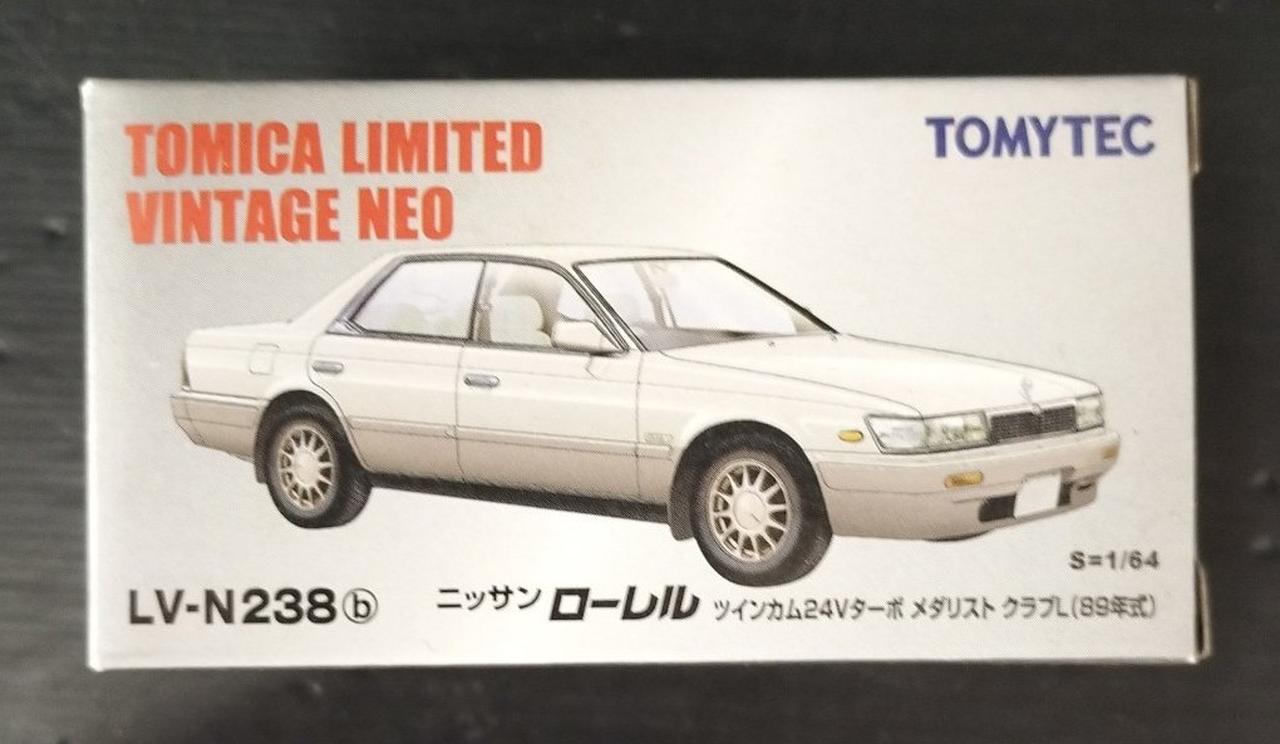 TOMICA LIMITED
VINTAGE NEO
TOMYTEC
S=1/64
LV-N238ⓑ ニッサン ローレル ツインカム24Vターボ メダリスト クラブL(89年式)